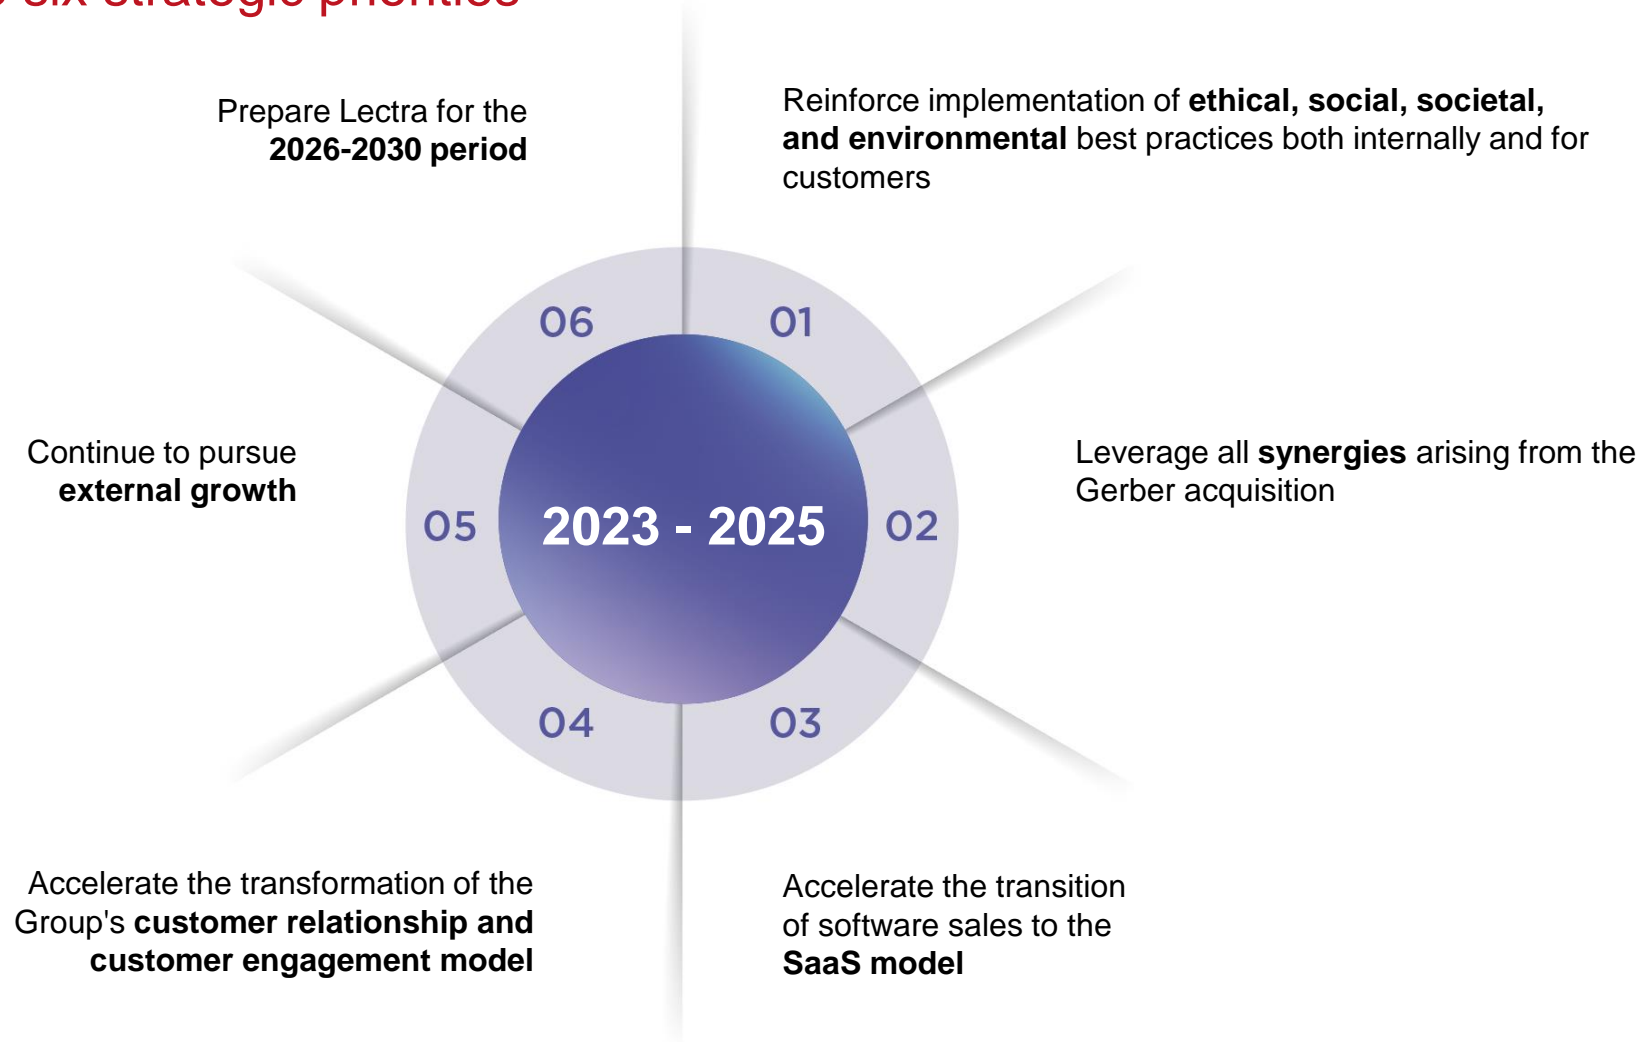 six strategic priorities
Prepare Lectra for the
2026-2030 period
Reinforce implementation of ethical, social, societal,
and environmental best practices both internally and for
customers
06
01
Continue to pursue
external growth
Leverage all synergies arising from the
Gerber acquisition
05
2023 - 2025
02
04
03
Accelerate the transformation of the
Group's customer relationship and
customer engagement model
Accelerate the transition
of software sales to the
SaaS model